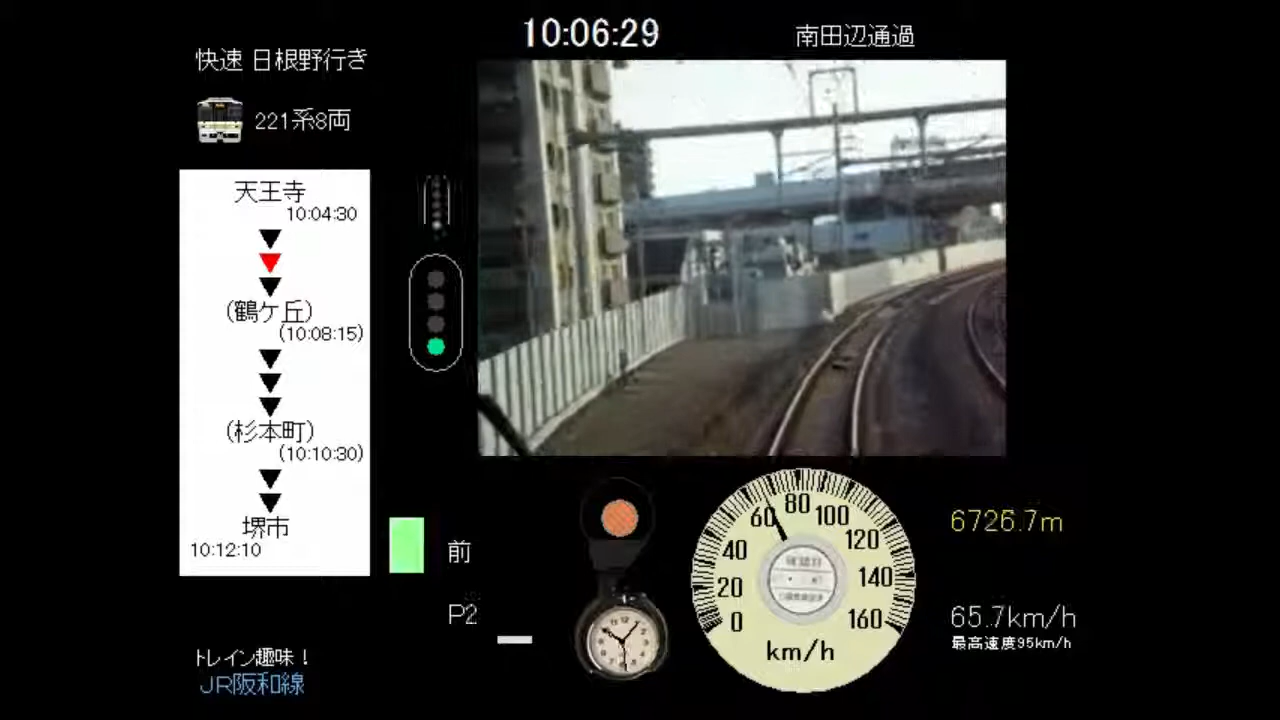 10:06:29
南田辺通過
快速 日根野行き
221系8両
天王寺
10:04:30
(鶴ケ丘)
(10:08:15)
(杉本町)
(10:10:30)
堺市
10:12:10
前
P2
0 20 40 60 80 100 120 140 160
km/h
6726.7m
65.7km/h
最高速度95km/h
トレイン趣味！
JR阪和線